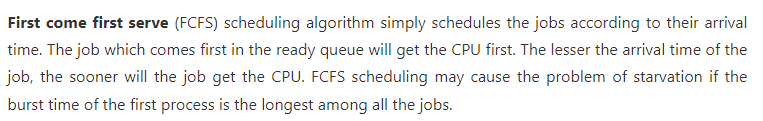 First come first serve (FCFS) scheduling algorithm simply schedules the jobs according to their arrival
time. The job which comes first in the ready queue will get the CPU first. The lesser the arrival time of the
job, the sooner will the job get the CPU. FCFS scheduling may cause the problem of starvation if the
burst time of the first process is the longest among all the jobs.